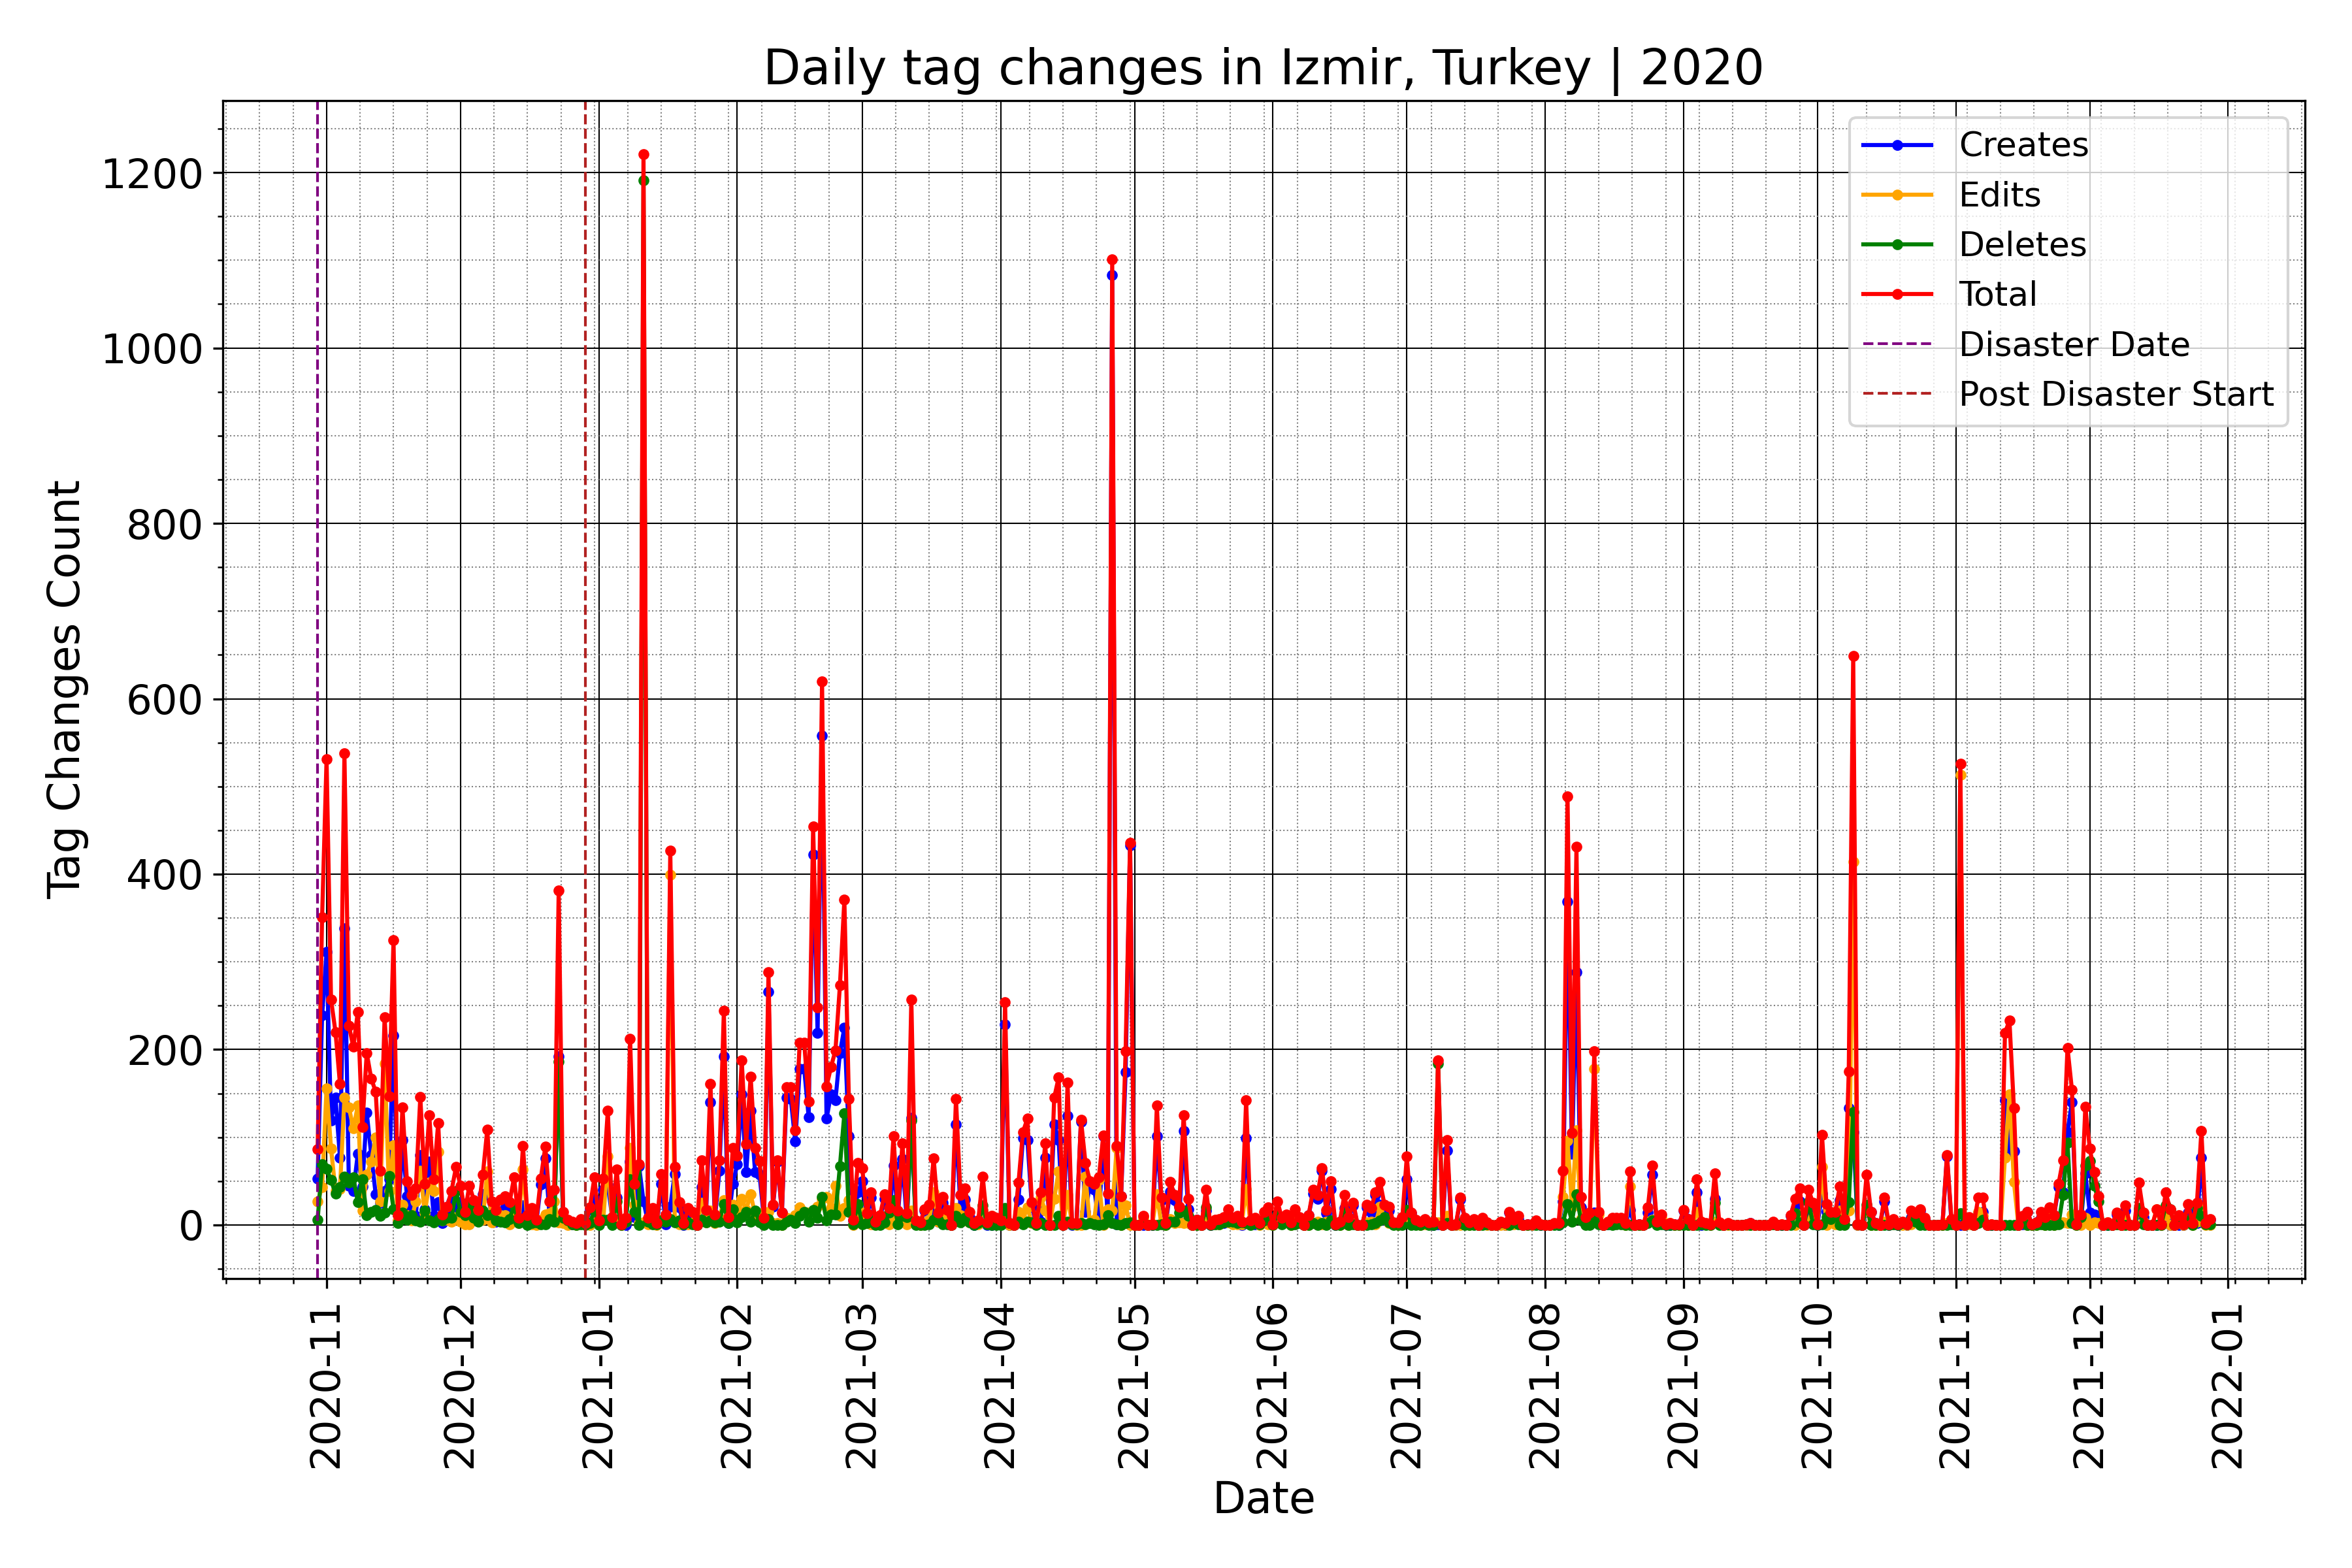 Daily tag changes in Izmir, Turkey | 2020
Tag Changes Count
1200
1000
800
600
400
200
0
Creates
Edits
Deletes
Total
Disaster Date
Post Disaster Start
2020-11
2020-12
2021-01
2021-02
2021-03
2021-04
2021-05
2021-06
2021-07
2021-08
2021-09
2021-10
2021-11
2021-12
2022-01
Date